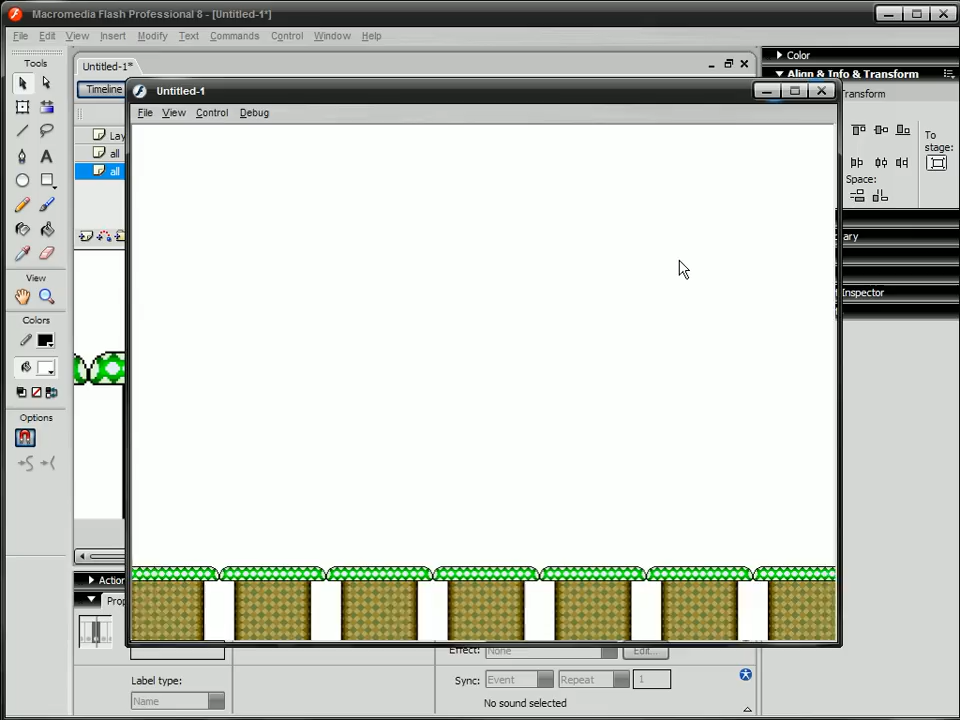 Macromedia Flash Professional 8 - [Untitled-1*]
File Edit View Insert Modify Text Commands Control Window Help
Tools
Untitled-1*
Color
Align & Info & Transform
Timeline
Untitled-1
Transform
File View Control Debug
To
stage:
Lay
all
all
Space:
ary
View
Inspector
Colors
Options
Action
Prop
Effect: None Edit...
Label type:
Sync: Event Repeat 1
Name
No sound selected